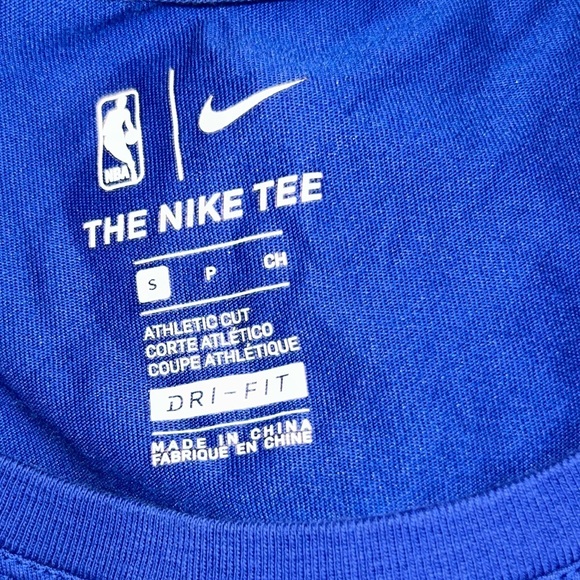 NBA
THE NIKE TEE
S P CH
ATHLETIC CUT
CORTE ATLÉTICO
COUPE ATHLÉTIQUE
DRI-FIT
MADE IN CHINA
FABRIQUÉ EN CHINE